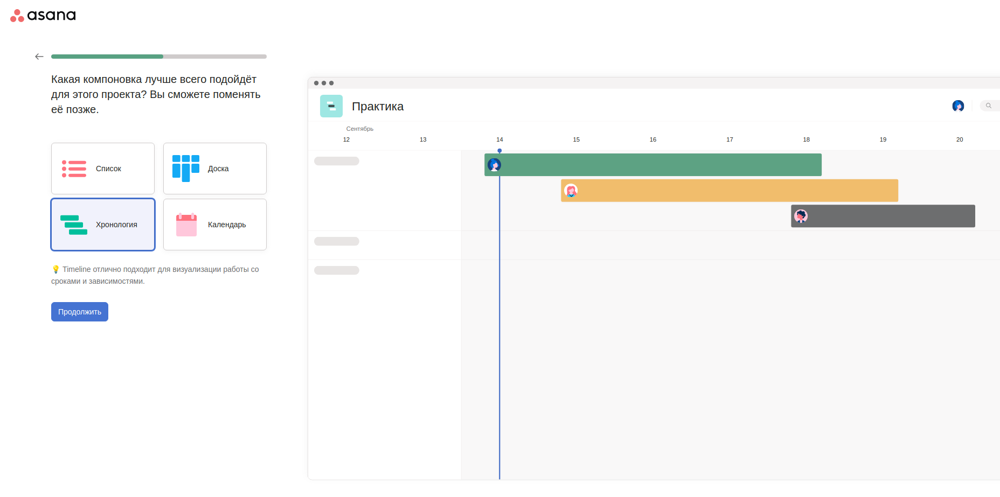 asana
Какая компоновка лучше всего подойдёт
для этого проекта? Вы сможете поменять
её позже.
Список
Доска
Хронология
Календарь
💡 Timeline отлично подходит для визуализации работы со
сроками и зависимостями.
Продолжить
Практика
Сентябрь
12 13 14 15 16 17 18 19 20